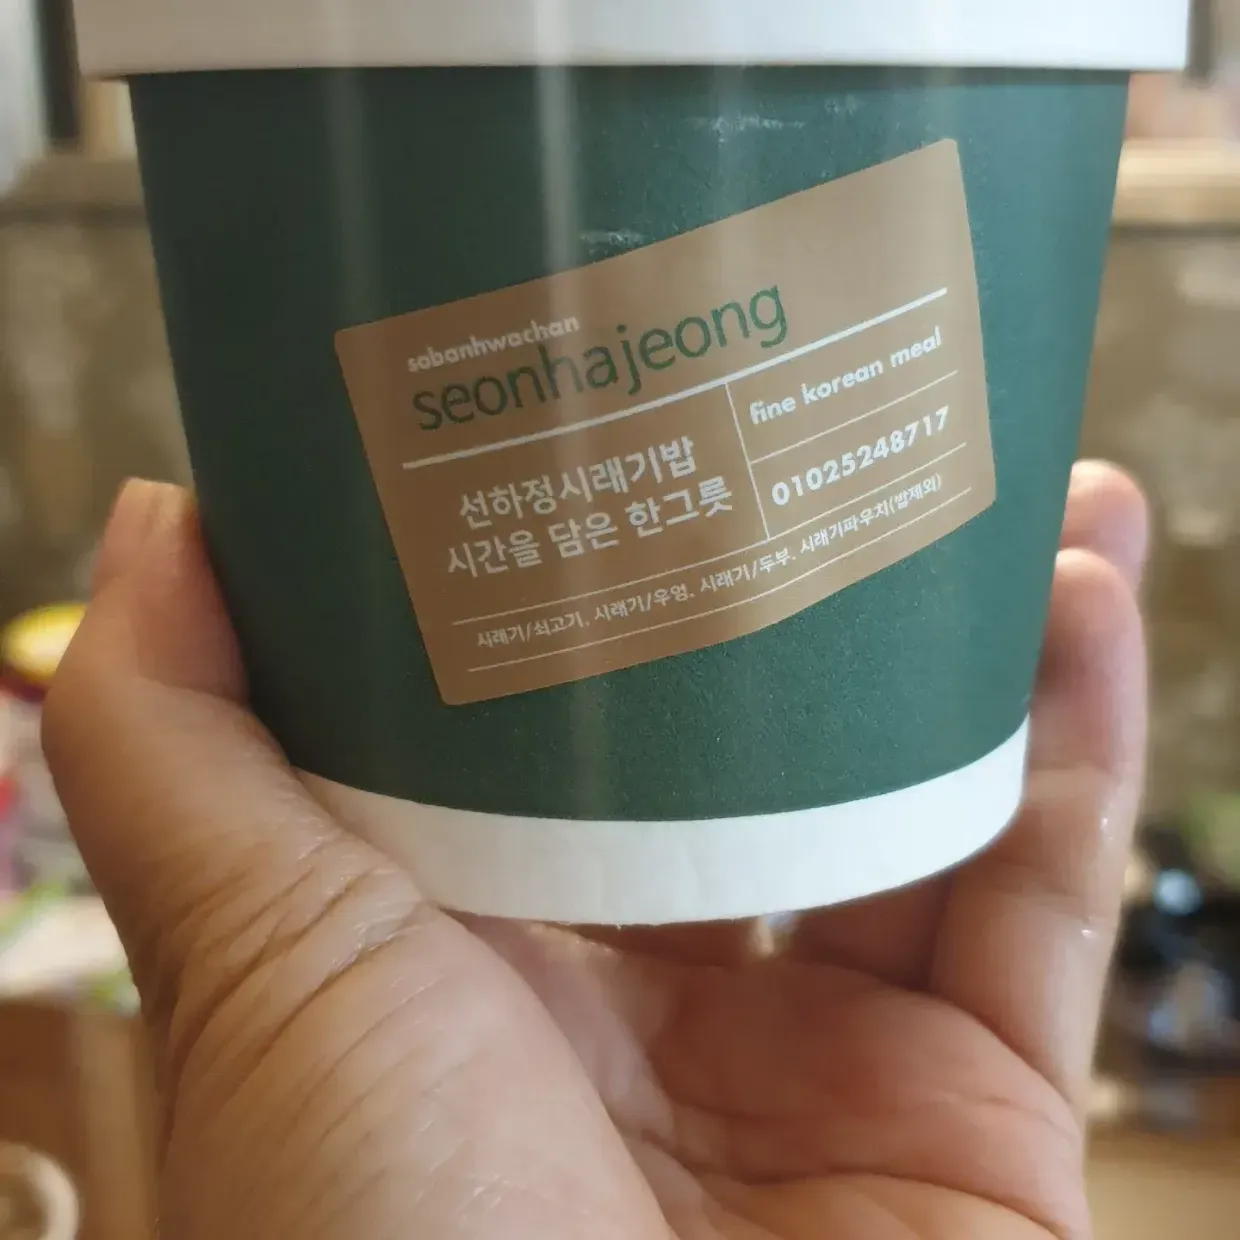 sobanhwachan
seonhajeong
fine korean meal
01025248717
선하정시래기밥
시간을 담은 한그릇
시래기/쇠고기, 시래기/우엉. 시래기/두부. 시래기파우치(밥제외)